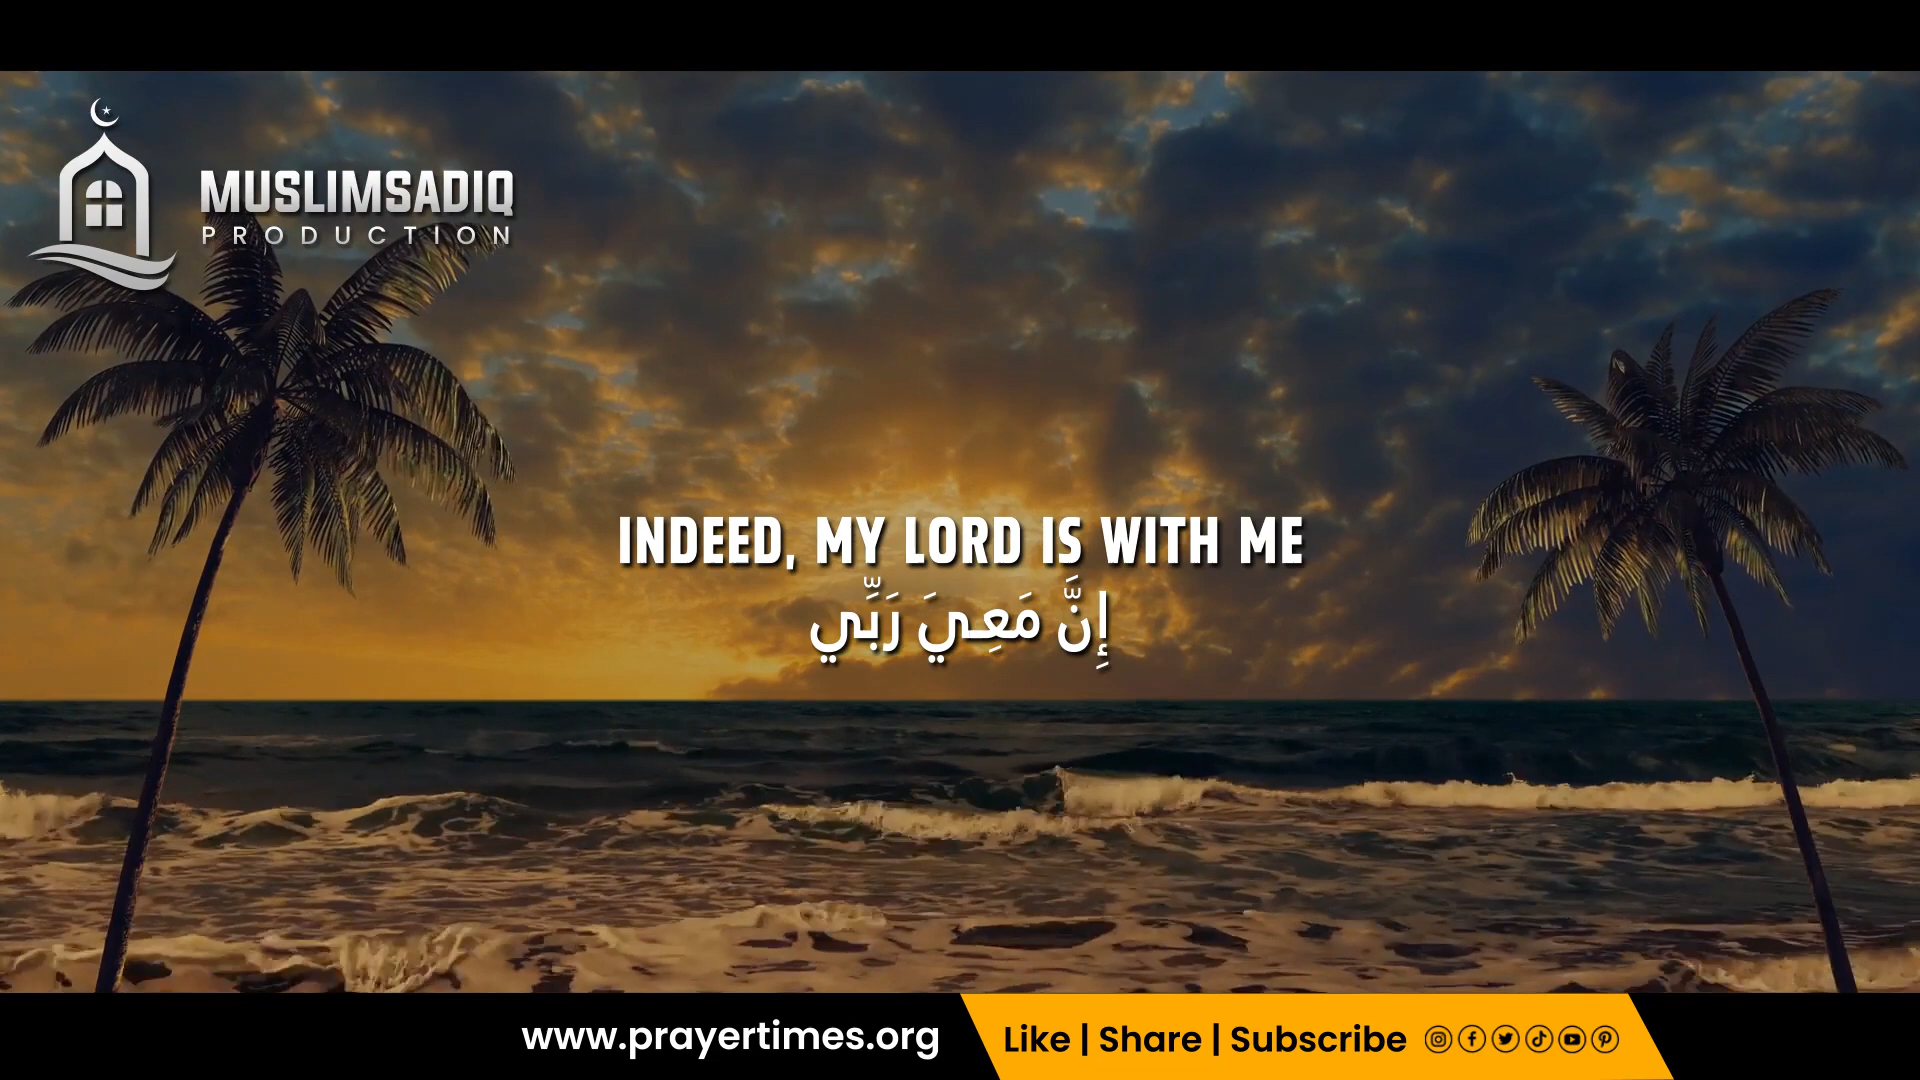 MUSLIMSADIQ
PRODUCTION
INDEED, MY LORD IS WITH ME
إِنَّ مَعِيَ رَبِّي
www.prayertimes.org
Like | Share | Subscribe